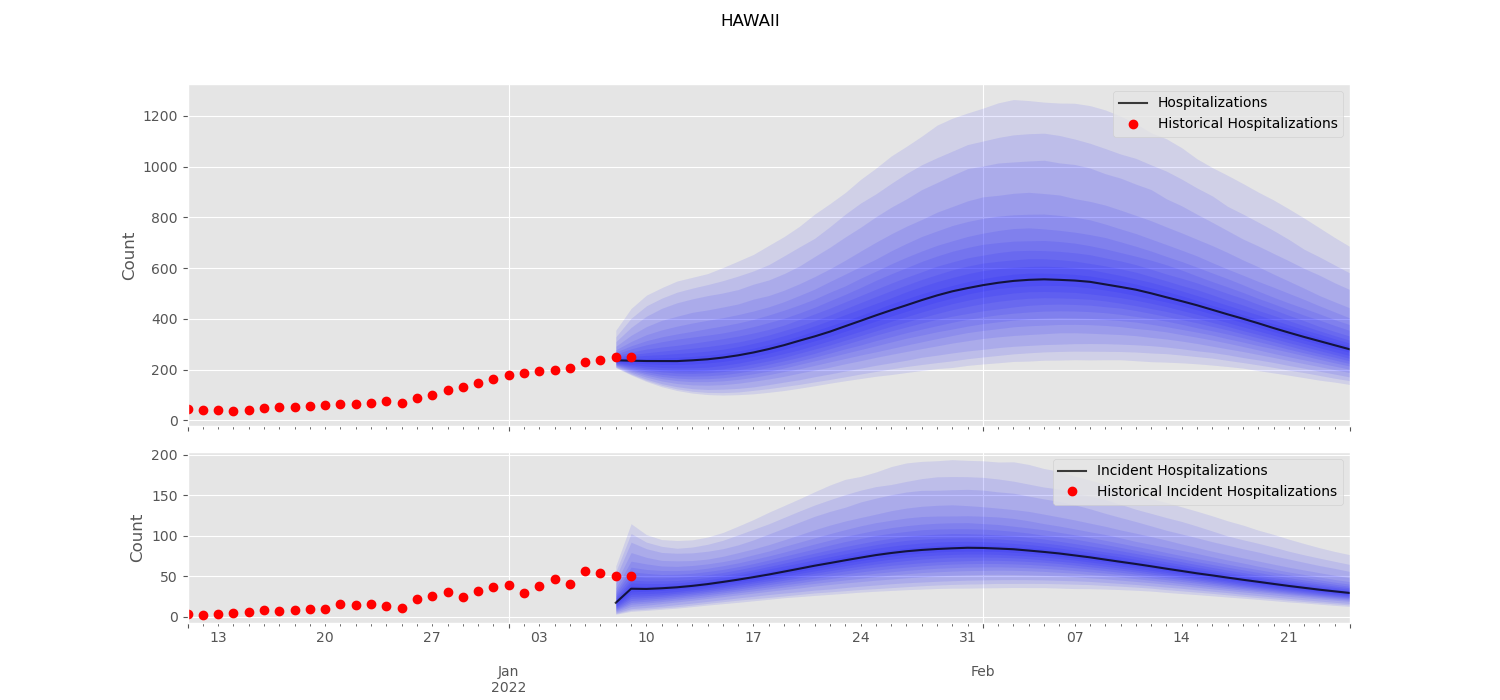 HAWAII
1200
1000
800
600
400
200
0
Count
Hospitalizations
Historical Hospitalizations
200
150
100
50
0
Count
Incident Hospitalizations
Historical Incident Hospitalizations
13 20 27 03 10 17 24 31 07 14 21
Jan Feb
2022